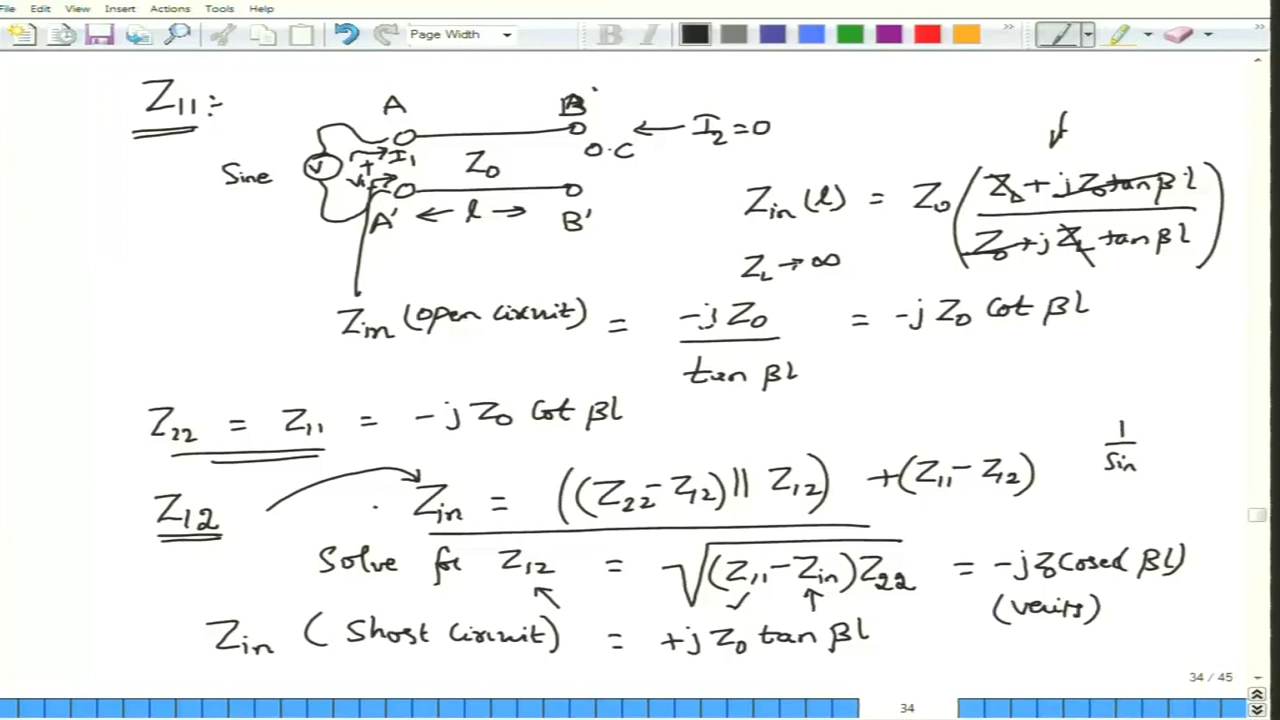 File Edit View Insert Actions Tools Help
Page Width
Z11 :-
A B'
I2 = 0
O.C
Sine V + I1 Z0
Vi
A' l B'
Zin (l) = Z0 (ZL + jZ0 tan βl / Z0 + jZL tan βl)
ZL → ∞
Zin (open circuit) = -jZ0 / tan βl = -jZ0 Cot βl
Z22 = Z11 = -jZ0 Cot βl
1 / Sin
Z12 Zin = ((Z22 - Z12) || Z12) + (Z11 - Z12)
Solve for Z12 = √(Z11 - Zin) Z22 = -jZ0 Cosed βl
(verify)
Zin (Short circuit) = +jZ0 tan βl
34 / 45
34